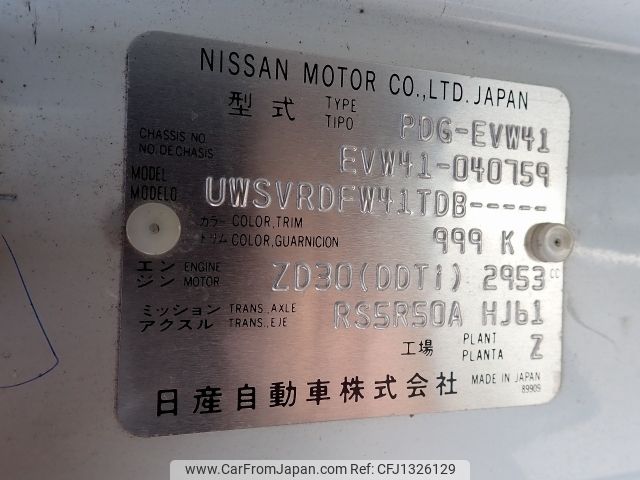 NISSAN MOTOR CO.,LTD. JAPAN
型式 TYPE TIPO PDG-EVW41
CHASSIS NO. NO. DE CHASIS EVW41-040759
MODEL MODELO UWSVRDFW41TDB-----
カラー COLOR, TRIM
トリム COLOR, GUARNICION 999 K
エンジン ENGINE MOTOR ZD30(DDTi) 2953 CC
ミッション TRANS., AXLE
アクスル TRANS., EJE RS5R50A HJ61
工場 PLANT PLANTA Z
日産自動車株式会社 MADE IN JAPAN
89909
www.CarFromJapan.com - CFJ1326129